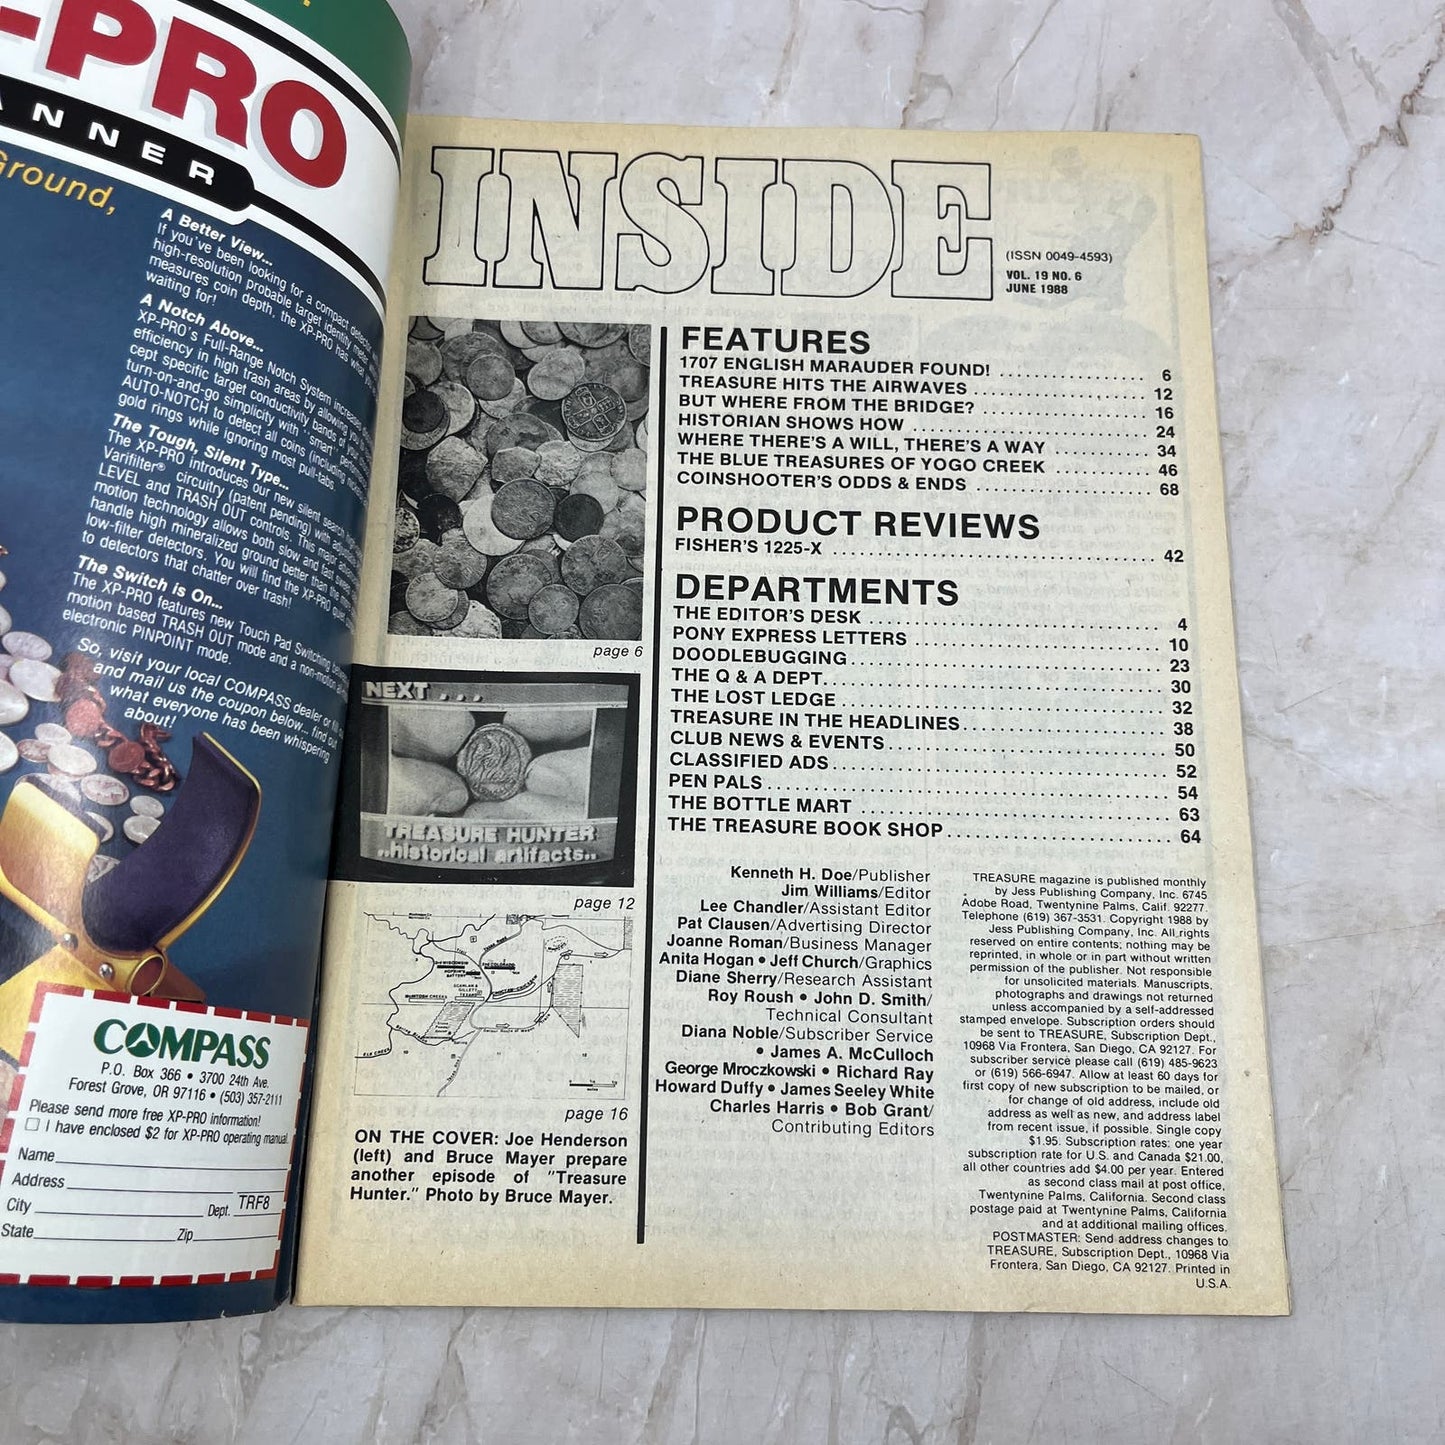 -PRO
ANNER
Ground,
A Better View...
If you've been looking for a compact detector
high-resolution probable target identity meter
measures coin depth, the XP-PRO has what you
waiting for!
A Notch Above...
XP-PRO's Full-Range Notch System increases
efficiency in high trash areas by allowing you
cept specific target conductivity bands of your
turn-on-and-go simplicity with "smart"
AUTO-NOTCH to detect all coins (including
gold rings while ignoring most pull-tabs.
The Tough, Silent Type...
The XP-PRO introduces our new silent search
Varifilter® circuitry (patent pending) with
LEVEL and TRASH OUT controls. This major
motion technology allows both slow and fast sweep
handle high mineralized ground better than the
low-filter detectors. You will find the XP-PRO quiet
to detectors that chatter over trash!
The Switch is On...
The XP-PRO features new Touch Pad Switching
motion based TRASH OUT mode and a non-motion
electronic PINPOINT mode.
So, visit your local COMPASS dealer or fill
and mail us the coupon below... find out
what everyone has been whispering
about!
COMPASS
P.O. Box 366 • 3700 24th Ave.
Forest Grove, OR 97116 • (503) 357-2111
Please send more free XP-PRO information!
I have enclosed $2 for XP-PRO operating manual.
Name
Address
City Dept. TRF8
State Zip
INSIDE
(ISSN 0049-4593)
VOL. 19 NO. 6
JUNE 1988
page 6
NEXT . . .
TREASURE HUNTER
..historical artifacts..
page 12
ELK CREEK
page 16
ON THE COVER: Joe Henderson
(left) and Bruce Mayer prepare
another episode of "Treasure
Hunter." Photo by Bruce Mayer.
FEATURES
1707 ENGLISH MARAUDER FOUND! 6
TREASURE HITS THE AIRWAVES 12
BUT WHERE FROM THE BRIDGE? 16
HISTORIAN SHOWS HOW 24
WHERE THERE'S A WILL, THERE'S A WAY 34
THE BLUE TREASURES OF YOGO CREEK 46
COINSHOOTER'S ODDS & ENDS 68
PRODUCT REVIEWS
FISHER'S 1225-X 42
DEPARTMENTS
THE EDITOR'S DESK 4
PONY EXPRESS LETTERS 10
DOODLEBUGGING 23
THE Q & A DEPT. 30
THE LOST LEDGE 32
TREASURE IN THE HEADLINES 38
CLUB NEWS & EVENTS 50
CLASSIFIED ADS 52
PEN PALS 54
THE BOTTLE MART 63
THE TREASURE BOOK SHOP 64
Kenneth H. Doe/Publisher
Jim Williams/Editor
Lee Chandler/Assistant Editor
Pat Clausen/Advertising Director
Joanne Roman/Business Manager
Anita Hogan • Jeff Church/Graphics
Diane Sherry/Research Assistant
Roy Roush • John D. Smith/
Technical Consultant
Diana Noble/Subscriber Service
• James A. McCulloch
George Mroczkowski • Richard Ray
Howard Duffy • James Seeley White
Charles Harris • Bob Grant/
Contributing Editors
TREASURE magazine is published monthly
by Jess Publishing Company, Inc. 6745
Adobe Road, Twentynine Palms, Calif. 92277.
Telephone (619) 367-3531. Copyright 1988 by
Jess Publishing Company, Inc. All rights
reserved on entire contents; nothing may be
reprinted, in whole or in part without written
permission of the publisher. Not responsible
for unsolicited materials. Manuscripts,
photographs and drawings not returned
unless accompanied by a self-addressed
stamped envelope. Subscription orders should
be sent to TREASURE, Subscription Dept.,
10968 Via Frontera, San Diego, CA 92127. For
subscriber service please call (619) 485-9623
or (619) 566-6947. Allow at least 60 days for
first copy of new subscription to be mailed, or
for change of old address, include old
address as well as new, and address label
from recent issue, if possible. Single copy
$1.95. Subscription rates: one year
subscription rate for U.S. and Canada $21.00,
all other countries add $4.00 per year. Entered
as second class mail at post office,
Twentynine Palms, California. Second class
postage paid at Twentynine Palms, California
and at additional mailing offices.
POSTMASTER: Send address changes to
TREASURE, Subscription Dept., 10968 Via
Frontera, San Diego, CA 92127. Printed in
U.S.A.